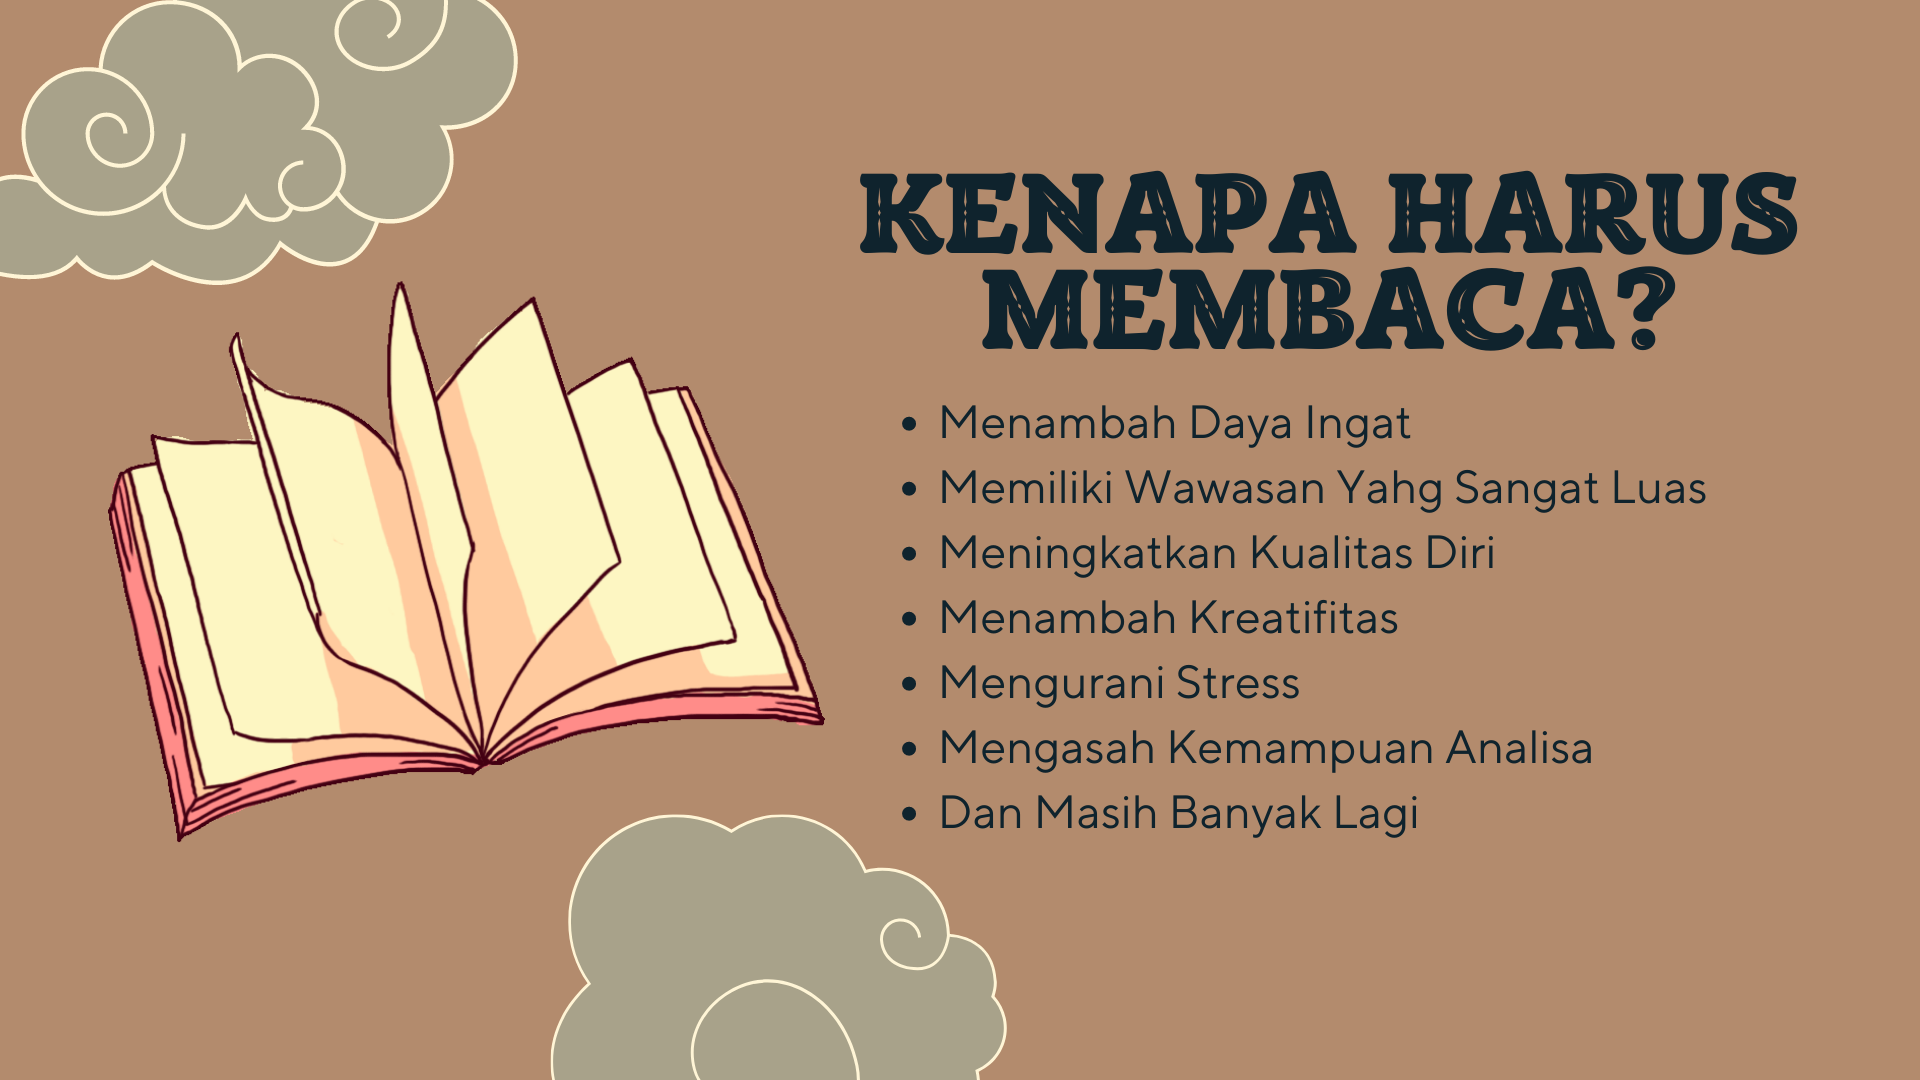 KENAPA HARUS
MEMBACA?
• Menambah Daya Ingat
• Memiliki Wawasan Yahg Sangat Luas
• Meningkatkan Kualitas Diri
• Menambah Kreatifitas
• Mengurani Stress
• Mengasah Kemampuan Analisa
• Dan Masih Banyak Lagi